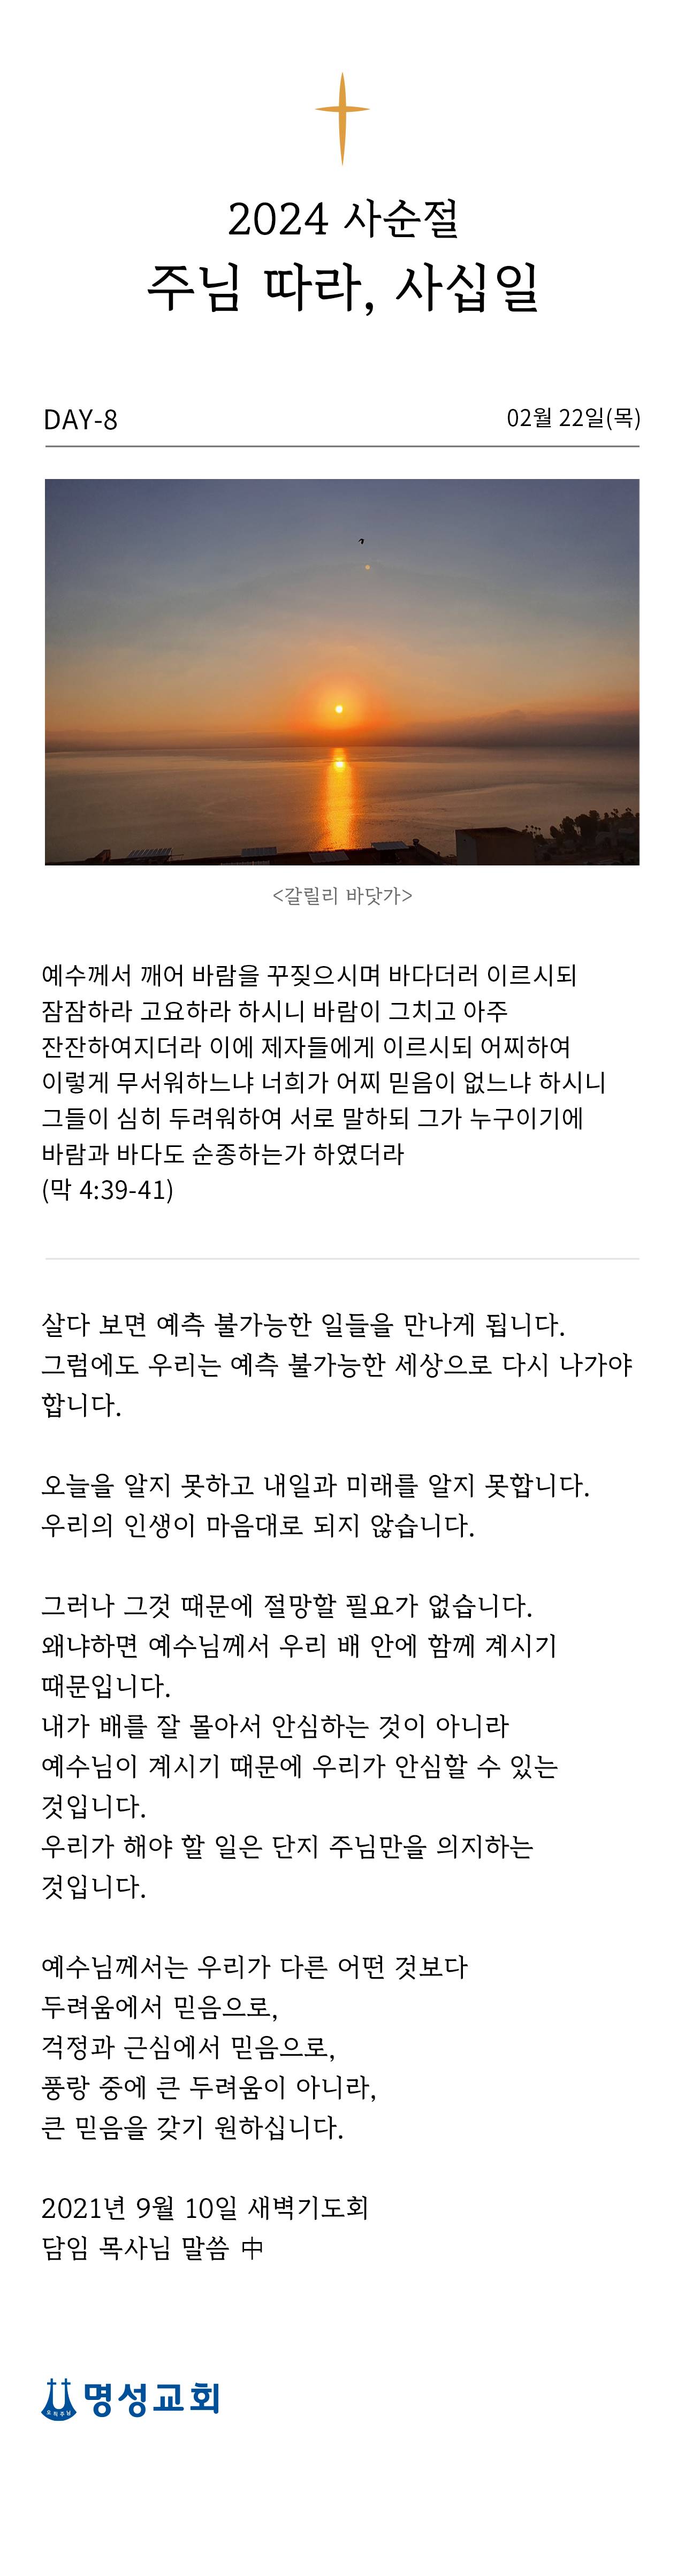 2024 사순절
주님 따라, 사십일
DAY-8
02월 22일(목)
<갈릴리 바닷가>
예수께서 깨어 바람을 꾸짖으시며 바다더러 이르시되
잠잠하라 고요하라 하시니 바람이 그치고 아주
잔잔하여지더라 이에 제자들에게 이르시되 어찌하여
이렇게 무서워하느냐 너희가 어찌 믿음이 없느냐 하시니
그들이 심히 두려워하여 서로 말하되 그가 누구이기에
바람과 바다도 순종하는가 하였더라
(막 4:39-41)
살다 보면 예측 불가능한 일들을 만나게 됩니다.
그럼에도 우리는 예측 불가능한 세상으로 다시 나가야
합니다.
오늘을 알지 못하고 내일과 미래를 알지 못합니다.
우리의 인생이 마음대로 되지 않습니다.
그러나 그것 때문에 절망할 필요가 없습니다.
왜냐하면 예수님께서 우리 배 안에 함께 계시기
때문입니다.
내가 배를 잘 몰아서 안심하는 것이 아니라
예수님이 계시기 때문에 우리가 안심할 수 있는
것입니다.
우리가 해야 할 일은 단지 주님만을 의지하는
것입니다.
예수님께서는 우리가 다른 어떤 것보다
두려움에서 믿음으로,
걱정과 근심에서 믿음으로,
풍랑 중에 큰 두려움이 아니라,
큰 믿음을 갖기 원하십니다.
2021년 9월 10일 새벽기도회
담임 목사님 말씀 中
오직주님
명성교회